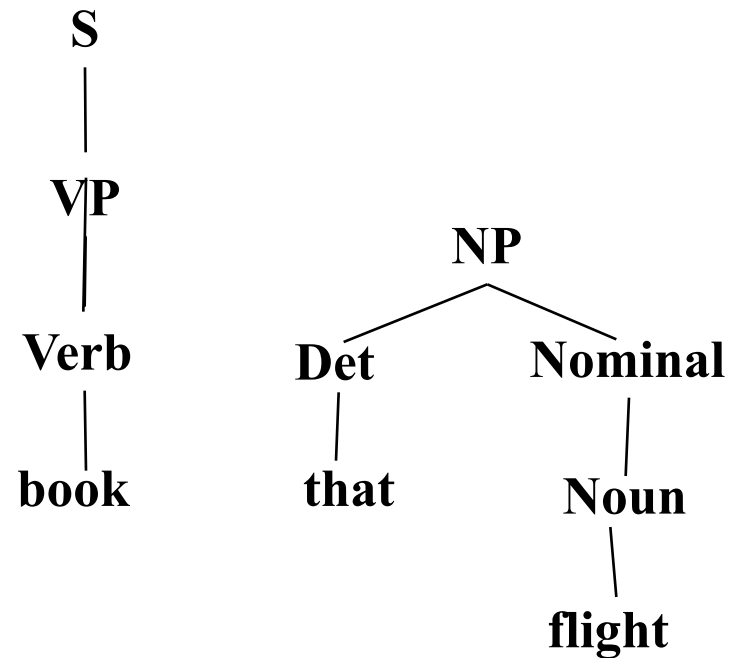 S
VP
NP
Verb
Det Nominal
book that Noun
flight